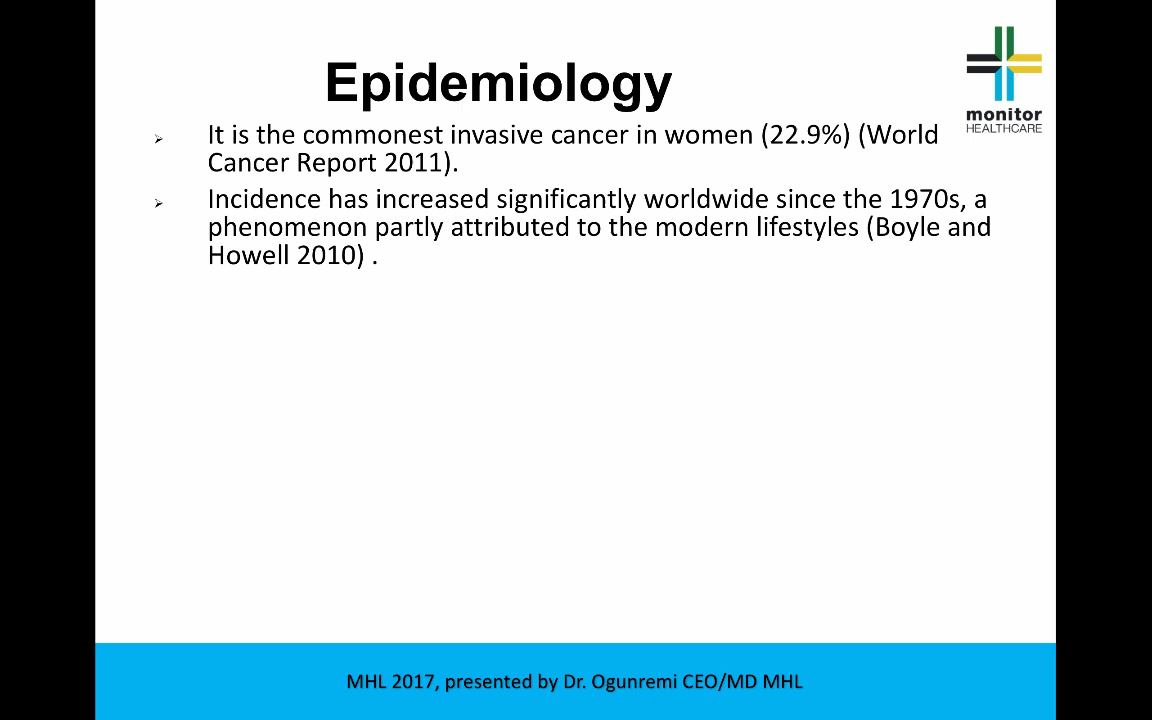 Epidemiology
monitor
HEALTHCARE
It is the commonest invasive cancer in women (22.9%) (World
Cancer Report 2011).
Incidence has increased significantly worldwide since the 1970s, a
phenomenon partly attributed to the modern lifestyles (Boyle and
Howell 2010) .
MHL 2017, presented by Dr. Ogunremi CEO/MD MHL